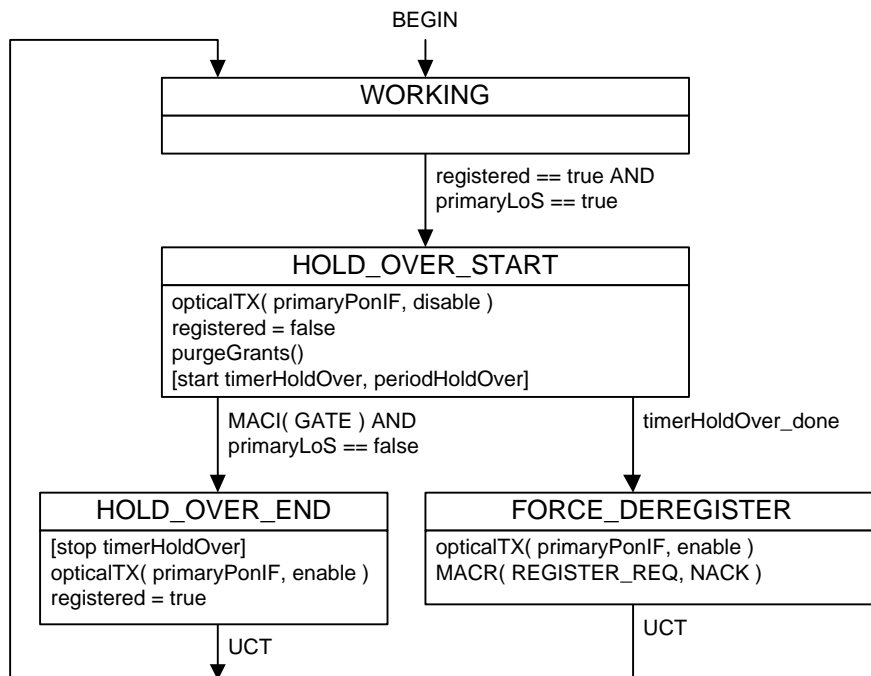 BEGIN
WORKING
registered == true AND
primaryLoS == true
HOLD_OVER_START
opticalTX( primaryPonIF, disable )
registered = false
purgeGrants()
[start timerHoldOver, periodHoldOver]
MACI( GATE ) AND
primaryLoS == false
timerHoldOver_done
HOLD_OVER_END
[stop timerHoldOver]
opticalTX( primaryPonIF, enable )
registered = true
FORCE_DEREGISTER
opticalTX( primaryPonIF, enable )
MACR( REGISTER_REQ, NACK )
UCT
UCT